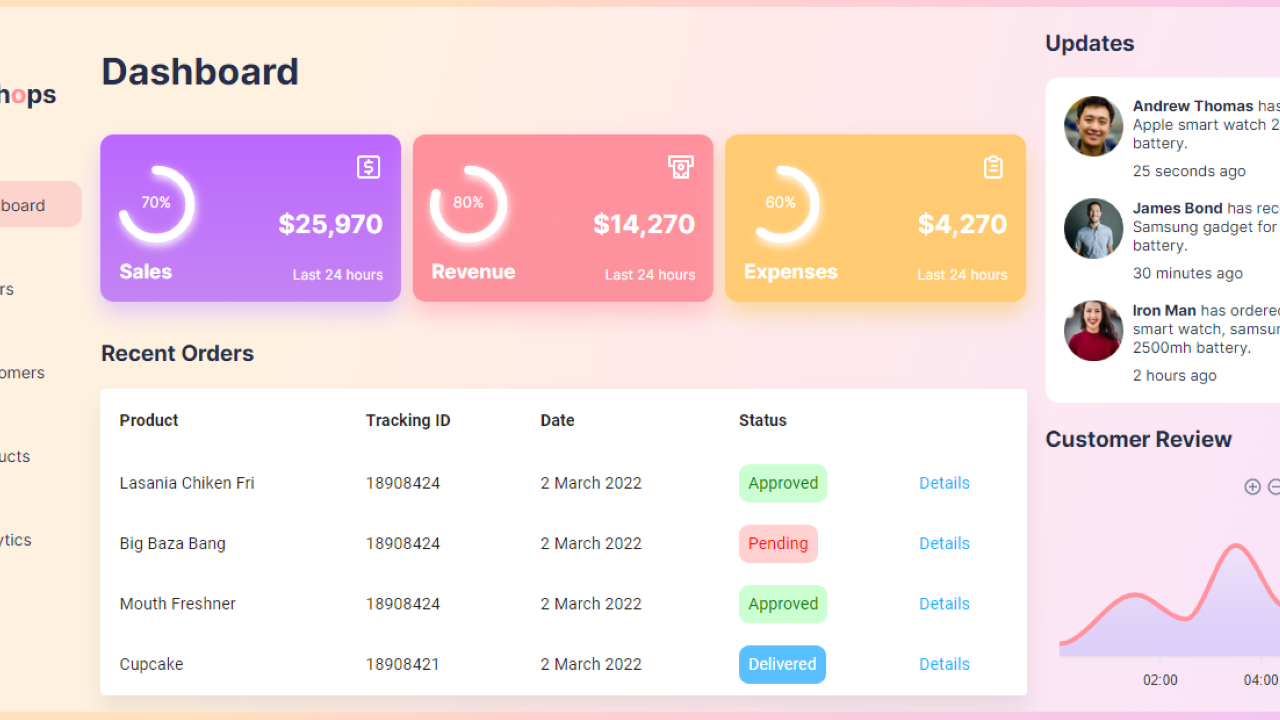 hops
board
rs
omers
ucts
ytics
Dashboard
70%
$25,970
Sales
Last 24 hours
80%
$14,270
Revenue
Last 24 hours
60%
$4,270
Expenses
Last 24 hours
Recent Orders
Product Tracking ID Date Status
Lasania Chiken Fri 18908424 2 March 2022 Approved Details
Big Baza Bang 18908424 2 March 2022 Pending Details
Mouth Freshner 18908424 2 March 2022 Approved Details
Cupcake 18908421 2 March 2022 Delivered Details
Updates
Andrew Thomas has
Apple smart watch 2
battery.
25 seconds ago
James Bond has rec
Samsung gadget for
battery.
30 minutes ago
Iron Man has ordered
smart watch, samsu
2500mh battery.
2 hours ago
Customer Review
02:00 04:00